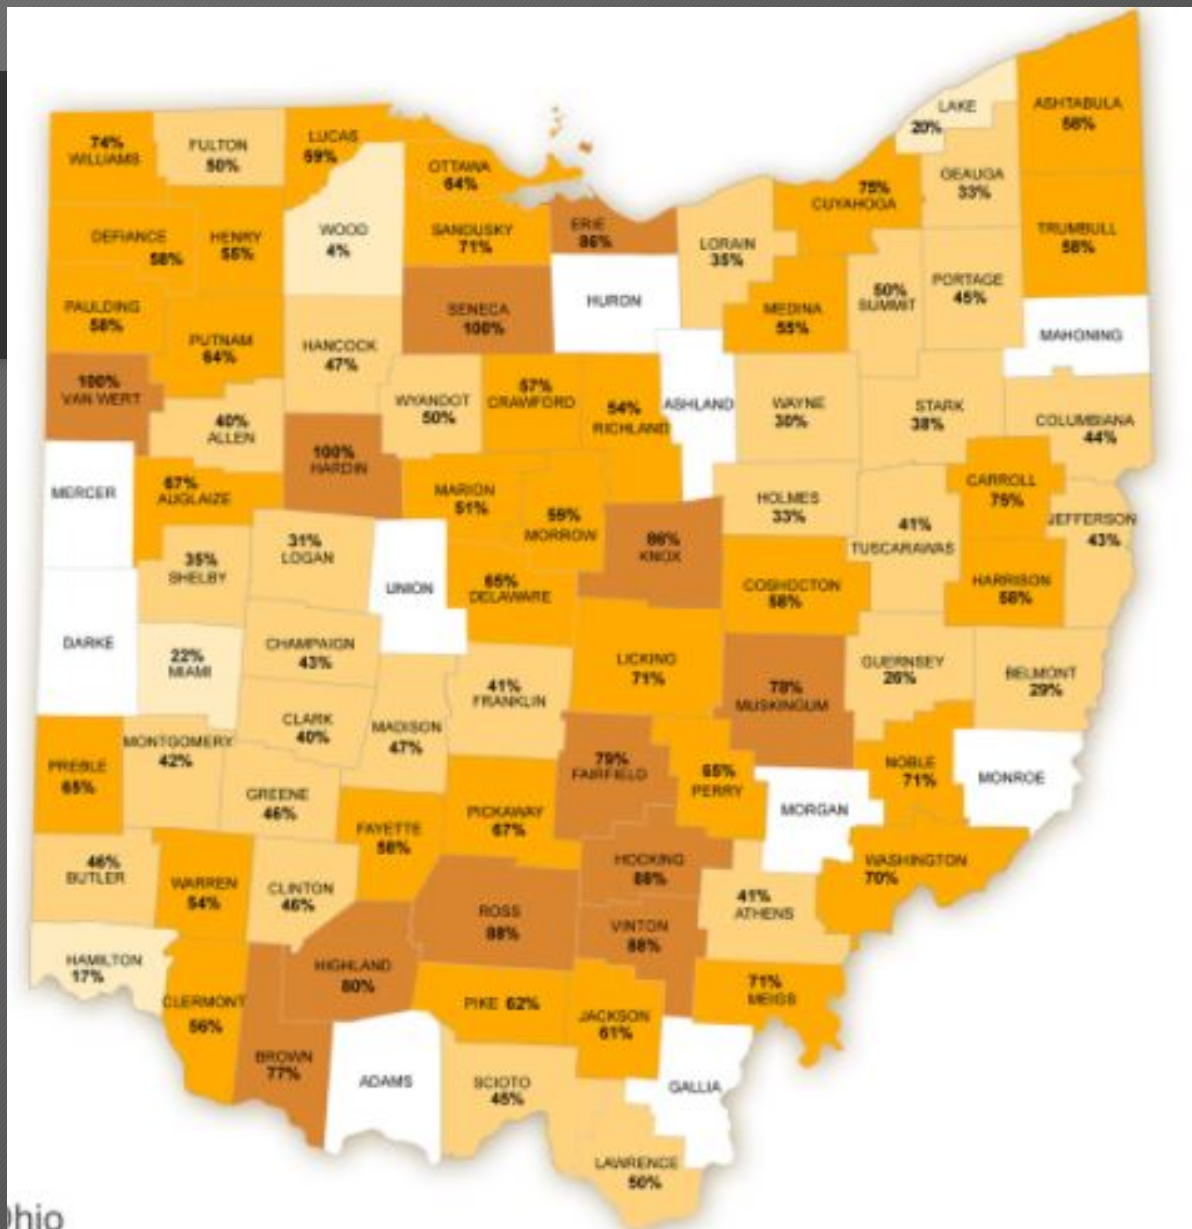 LAKE
20%
ASHTABULA
58%
74%
WILLIAMS
FULTON
50%
LUCAS
59%
OTTAWA
64%
GEAUGA
33%
75%
CUYAHOGA
DEFIANCE
58%
HENRY
55%
WOOD
4%
SANDUSKY
71%
ERIE
86%
LORAIN
35%
TRUMBULL
58%
PAULDING
58%
PUTNAM
64%
HANCOCK
47%
SENECA
100%
HURON
MEDINA
55%
50%
SUMMIT
PORTAGE
45%
MAHONING
100%
VAN WERT
40%
ALLEN
WYANDOT
50%
57%
CRAWFORD
54%
RICHLAND
ASHLAND
WAYNE
30%
STARK
38%
COLUMBIANA
44%
MERCER
67%
AUGLAIZE
100%
HARDIN
MARION
51%
59%
MORROW
86%
KNOX
HOLMES
33%
41%
TUSCARAWAS
CARROLL
75%
JEFFERSON
43%
35%
SHELBY
31%
LOGAN
UNION
65%
DELAWARE
COSHOCTON
58%
HARRISON
58%
DARKE
22%
MIAMI
CHAMPAIGN
43%
41%
FRANKLIN
LICKING
71%
78%
MUSKINGUM
GUERNSEY
26%
BELMONT
29%
PREBLE
65%
MONTGOMERY
42%
CLARK
40%
MADISON
47%
79%
FAIRFIELD
65%
PERRY
MORGAN
NOBLE
71%
MONROE
GREENE
46%
FAYETTE
58%
PICKAWAY
67%
HOCKING
88%
WASHINGTON
70%
46%
BUTLER
WARREN
54%
CLINTON
46%
ROSS
88%
VINTON
88%
41%
ATHENS
HAMILTON
17%
CLERMONT
56%
HIGHLAND
80%
PIKE 62%
JACKSON
61%
71%
MEIGS
BROWN
77%
ADAMS
SCIOTO
45%
GALLIA
LAWRENCE
50%
Ohio